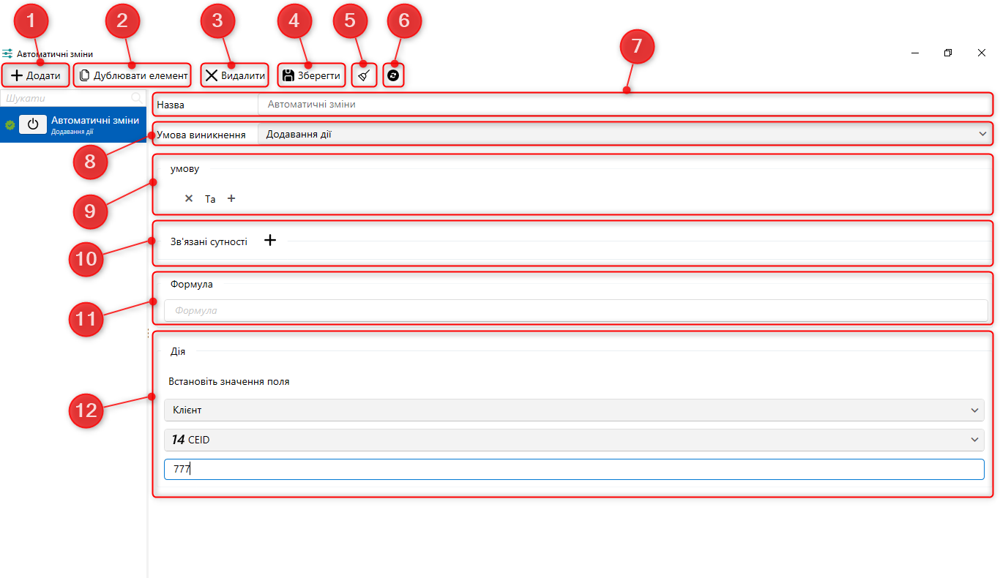 1 2 3 4 5 6 7
Автоматичні зміни
Додати Дублювати елемент Видалити Зберегти
Шукати
Автоматичні зміни
Додавання дії
Назва Автоматичні зміни
8 Умова виникнення Додавання дії
9 умову
Та
10 Зв'язані сутності
11 Формула
Формула
12 Дія
Встановіть значення поля
Клієнт
14 CEID
777